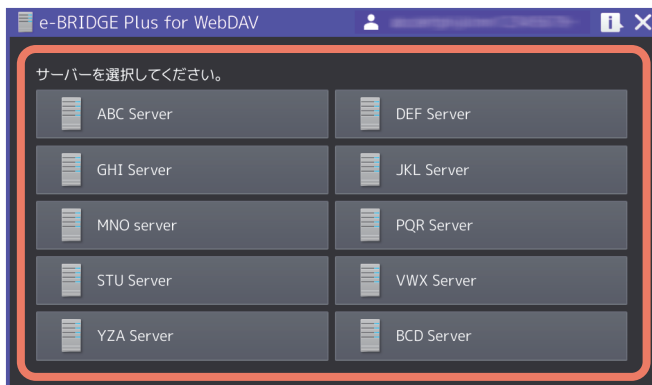 e-BRIDGE Plus for WebDAV
サーバーを選択してください。
ABC Server
DEF Server
GHI Server
JKL Server
MNO server
PQR Server
STU Server
VWX Server
YZA Server
BCD Server